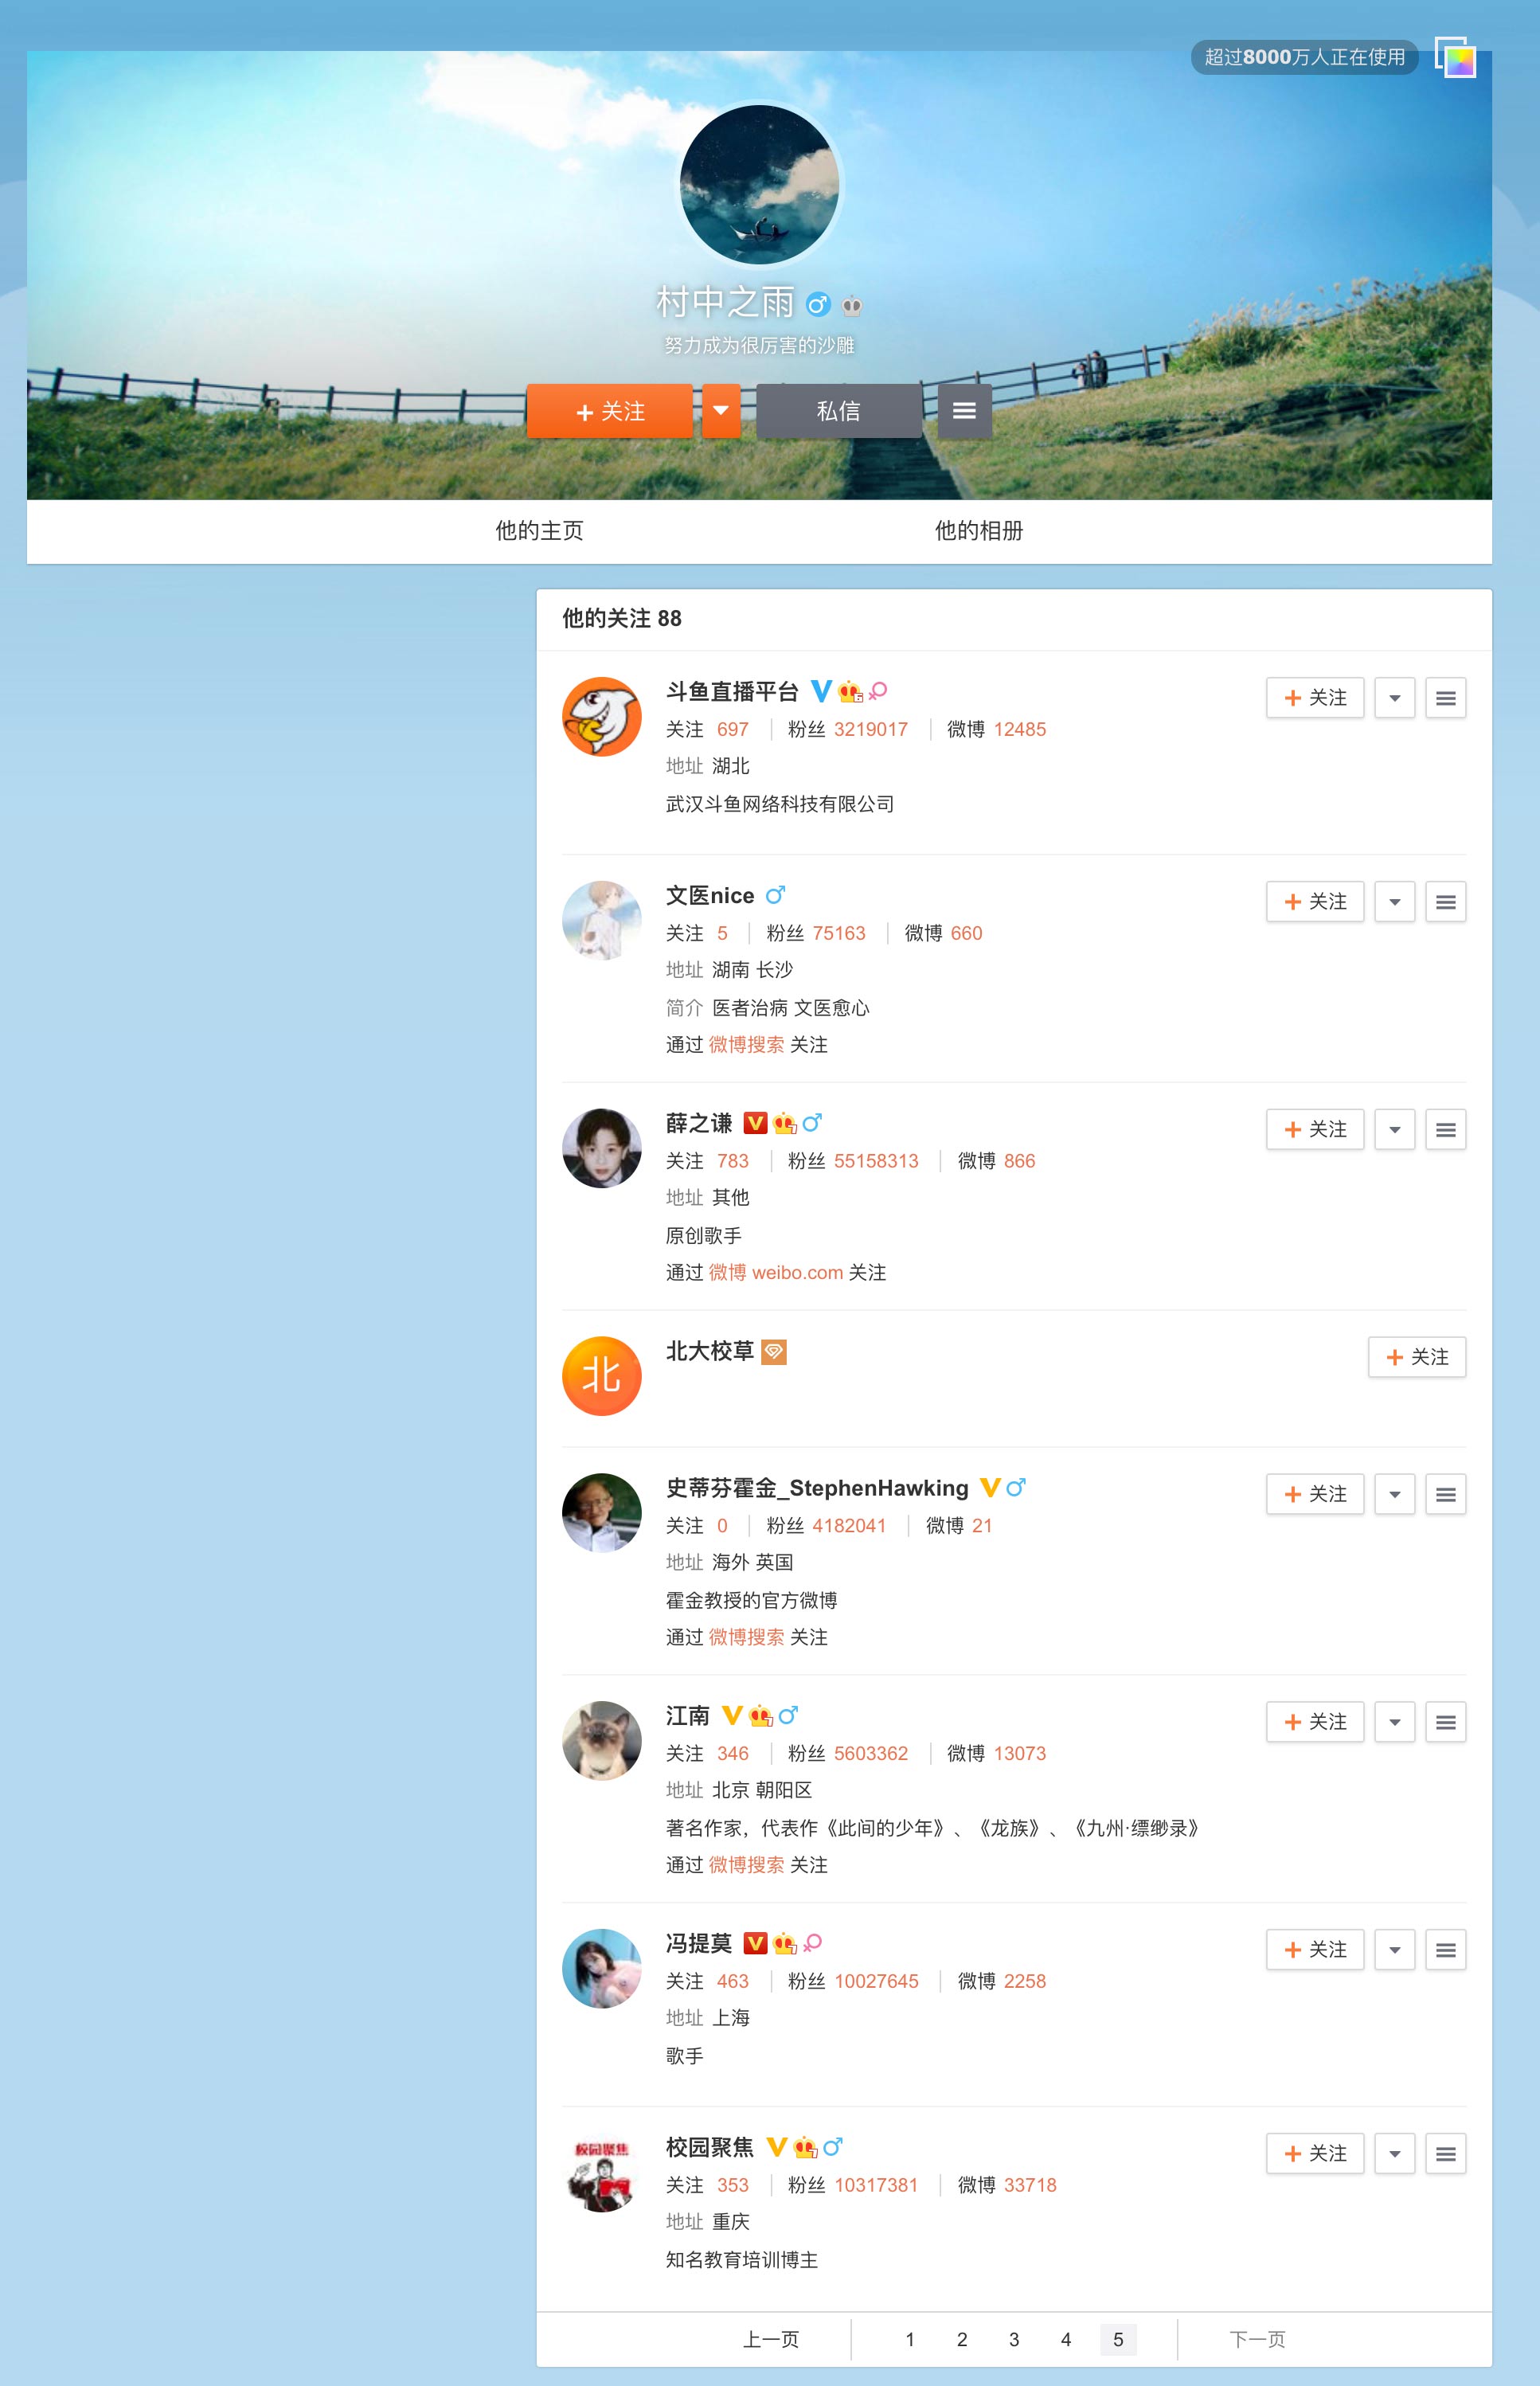 超过8000万人正在使用
村中之雨
努力成为很厉害的沙雕
+ 关注
私信
他的主页 他的相册
他的关注 88
斗鱼直播平台 V 6
+ 关注
关注 697 粉丝 3219017 微博 12485
地址 湖北
武汉斗鱼网络科技有限公司
文医nice
+ 关注
关注 5 粉丝 75163 微博 660
地址 湖南 长沙
简介 医者治病 文医愈心
通过 微博搜索 关注
薛之谦 V 7
+ 关注
关注 783 粉丝 55158313 微博 866
地址 其他
原创歌手
通过 微博 weibo.com 关注
北
北大校草
+ 关注
史蒂芬霍金_StephenHawking V
+ 关注
关注 0 粉丝 4182041 微博 21
地址 海外 英国
霍金教授的官方微博
通过 微博搜索 关注
江南 V 7
+ 关注
关注 346 粉丝 5603362 微博 13073
地址 北京 朝阳区
著名作家，代表作《此间的少年》、《龙族》、《九州·缥缈录》
通过 微博搜索 关注
冯提莫 V 7
+ 关注
关注 463 粉丝 10027645 微博 2258
地址 上海
歌手
校园聚焦
校园聚焦 V 7
+ 关注
关注 353 粉丝 10317381 微博 33718
地址 重庆
知名教育培训博主
上一页 1 2 3 4 5 下一页